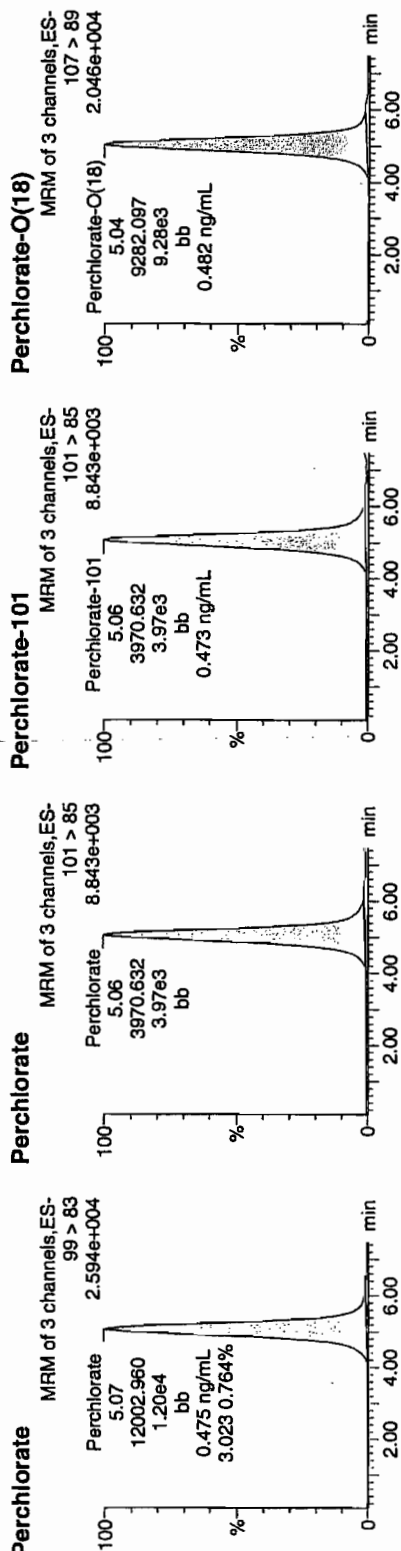 Perchlorate
MRM of 3 channels,ES-
99 > 83
2.594e+004
Perchlorate
5.07
12002.960
1.20e4
bb
0.475 ng/mL
3.023 0.764%
100
%
0
2.00 4.00 6.00 min
Perchlorate
MRM of 3 channels,ES-
101 > 85
8.843e+003
Perchlorate
5.06
3970.632
3.97e3
bb
100
%
0
2.00 4.00 6.00 min
Perchlorate-101
MRM of 3 channels,ES-
101 > 85
8.843e+003
Perchlorate-101
5.06
3970.632
3.97e3
bb
0.473 ng/mL
100
%
0
2.00 4.00 6.00 min
Perchlorate-O(18)
MRM of 3 channels,ES-
107 > 89
2.046e+004
Perchlorate-O(18)
5.04
9282.097
9.28e3
bb
0.482 ng/mL
100
%
0
2.00 4.00 6.00 min